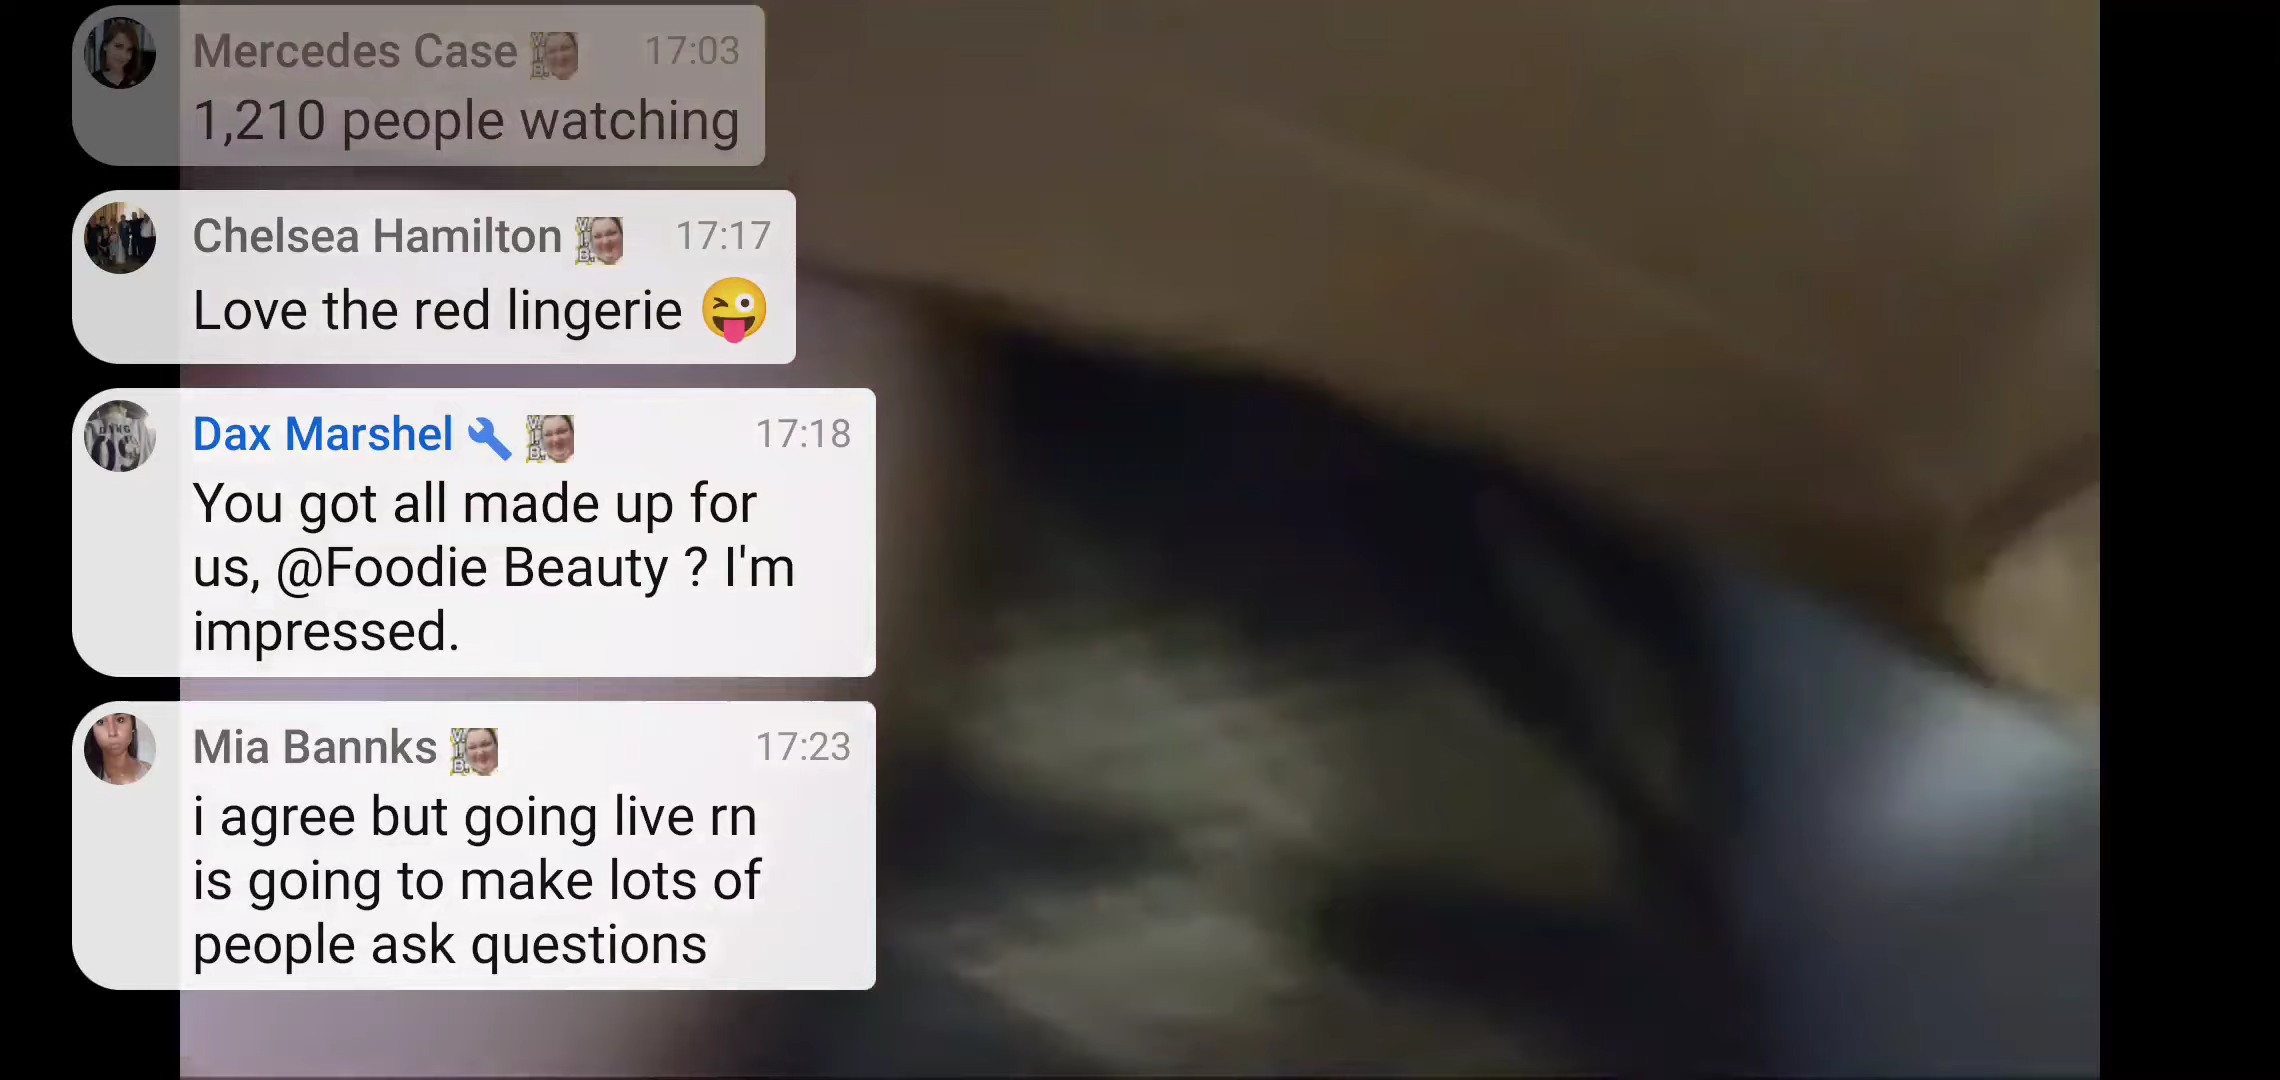 Mercedes Case 17:03
1,210 people watching
Chelsea Hamilton 17:17
Love the red lingerie 😜
Dax Marshel 17:18
You got all made up for
us, @Foodie Beauty ? I'm
impressed.
Mia Bannks 17:23
i agree but going live rn
is going to make lots of
people ask questions